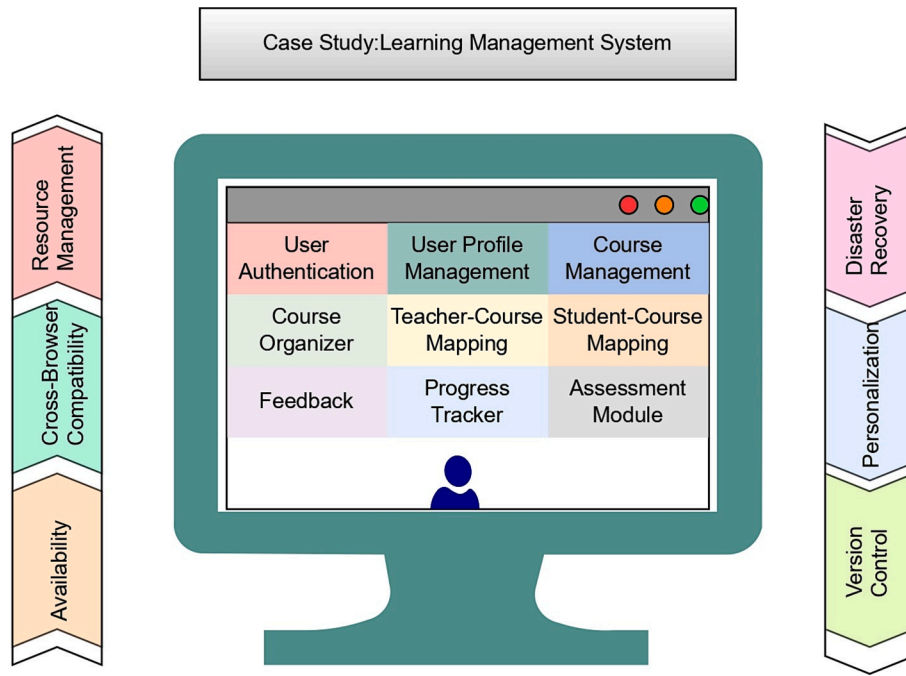 Case Study:Learning Management System
Resource
Management
Cross-Browser
Compatibility
Availability
User
Authentication
User Profile
Management
Course
Management
Course
Organizer
Teacher-Course
Mapping
Student-Course
Mapping
Feedback
Progress
Tracker
Assessment
Module
Disaster
Recovery
Personalization
Version
Control